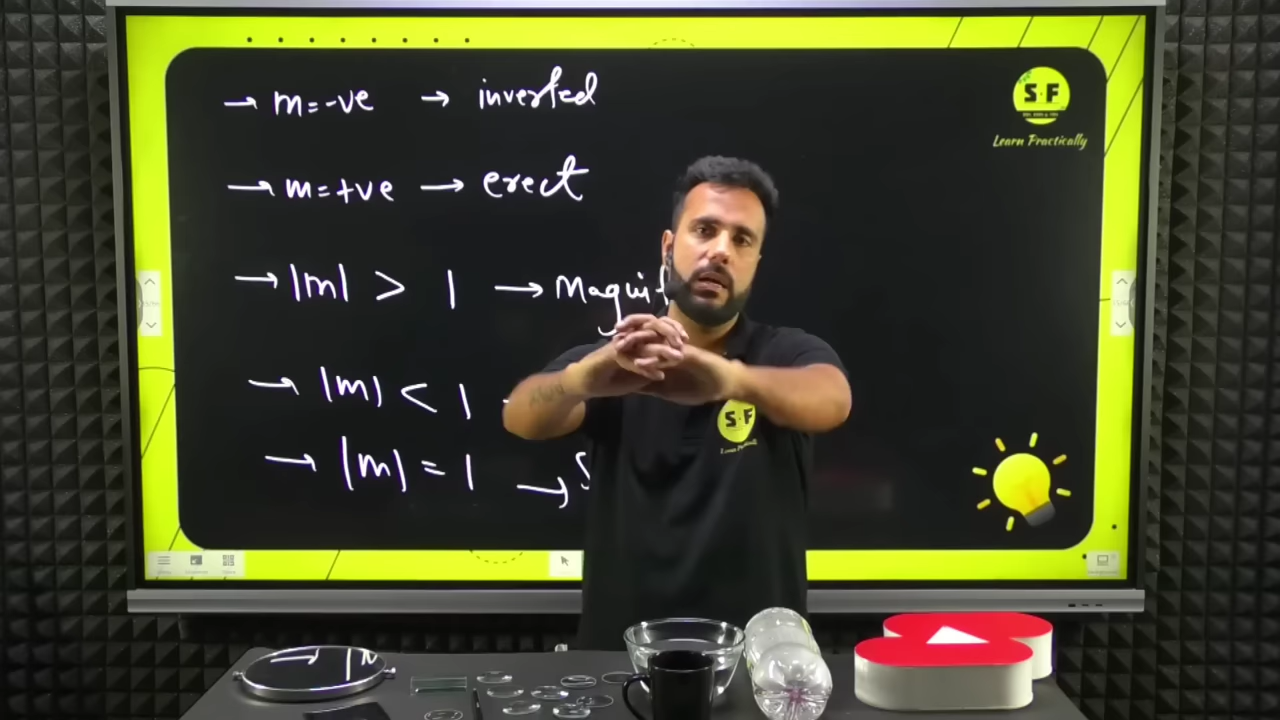 → m=-ve → inverted
→ m=+ve → erect
→ |m| > 1 → Magnif
→ |m| < 1
→ |m| = 1 → S
S·F
Learn Practically
S·F